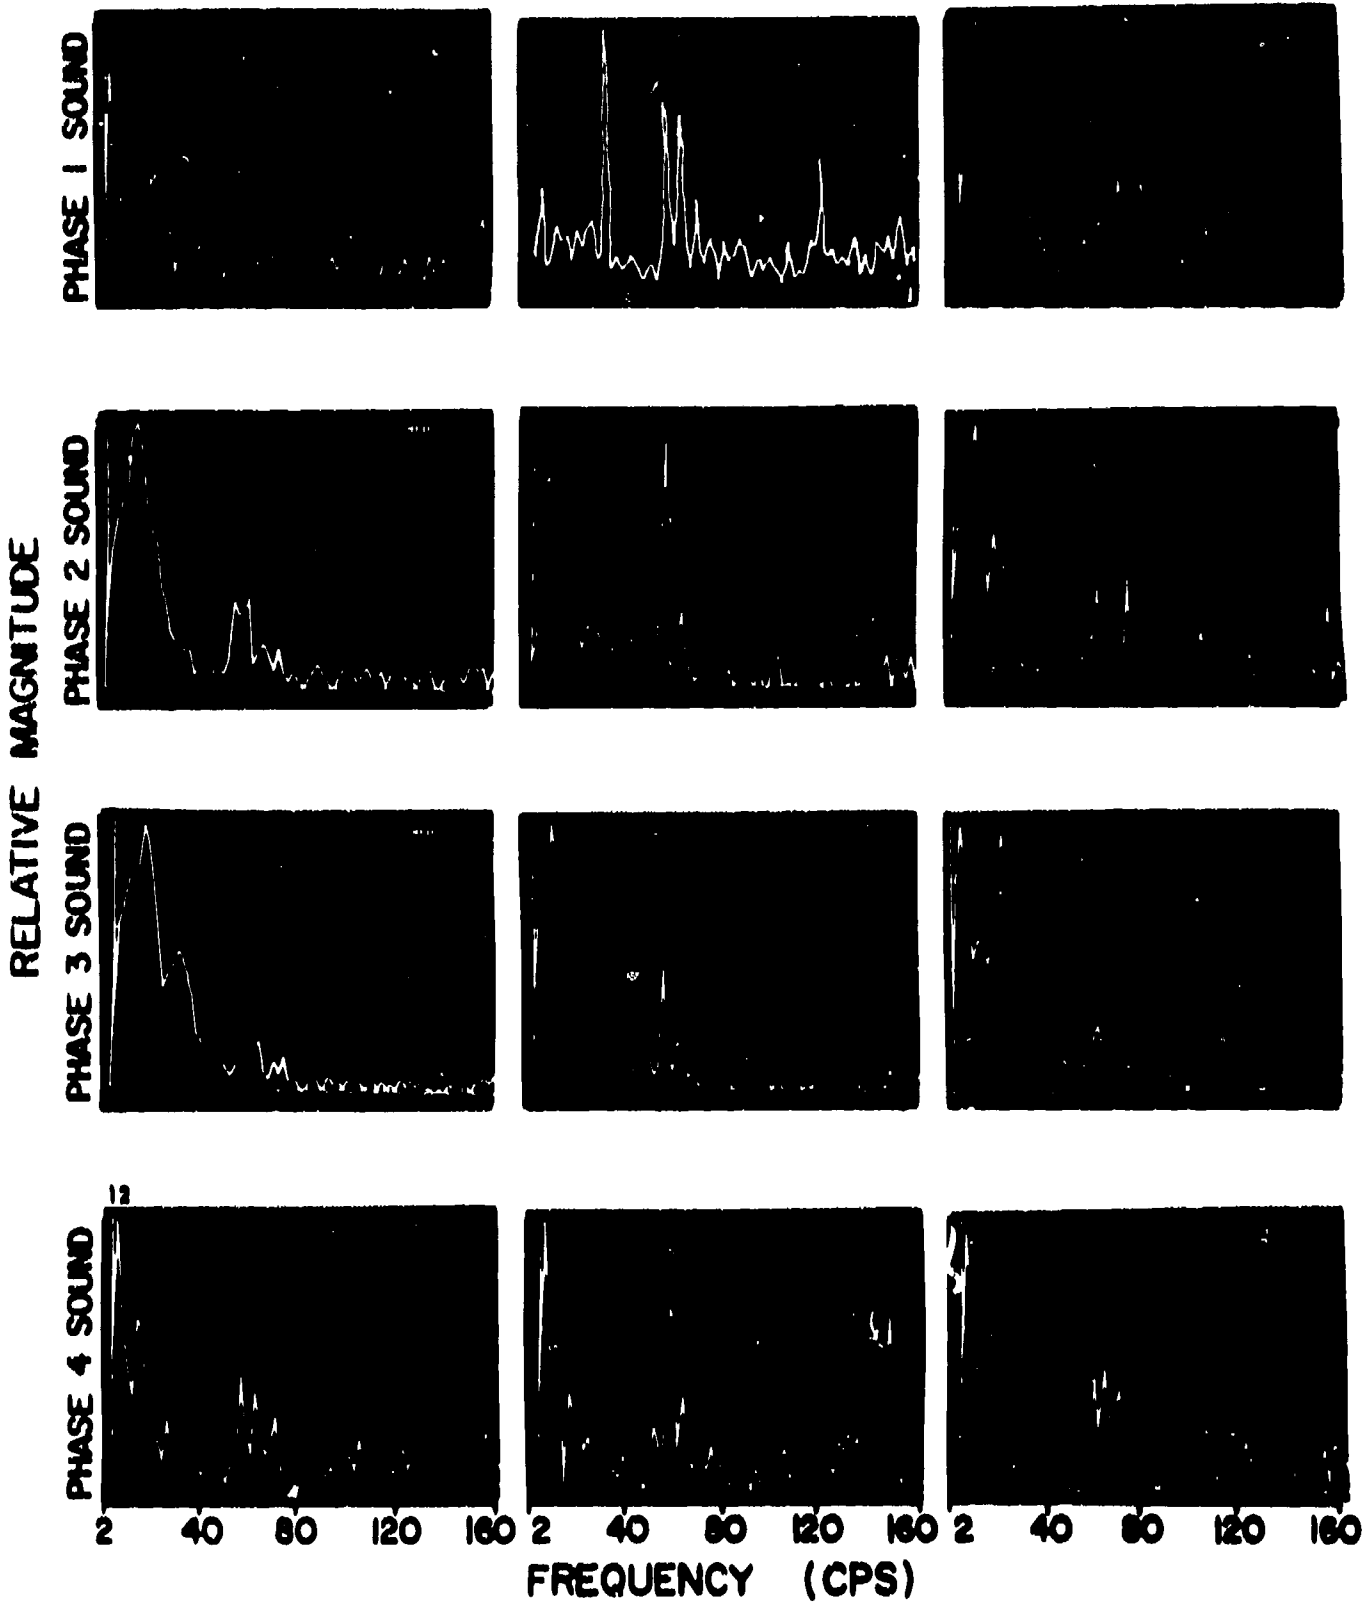 RELATIVE MAGNITUDE
PHASE 1 SOUND
PHASE 2 SOUND
PHASE 3 SOUND
12
PHASE 4 SOUND
2 40 80 120 160 2 40 80 120 160 2 40 80 120 160
FREQUENCY (CPS)